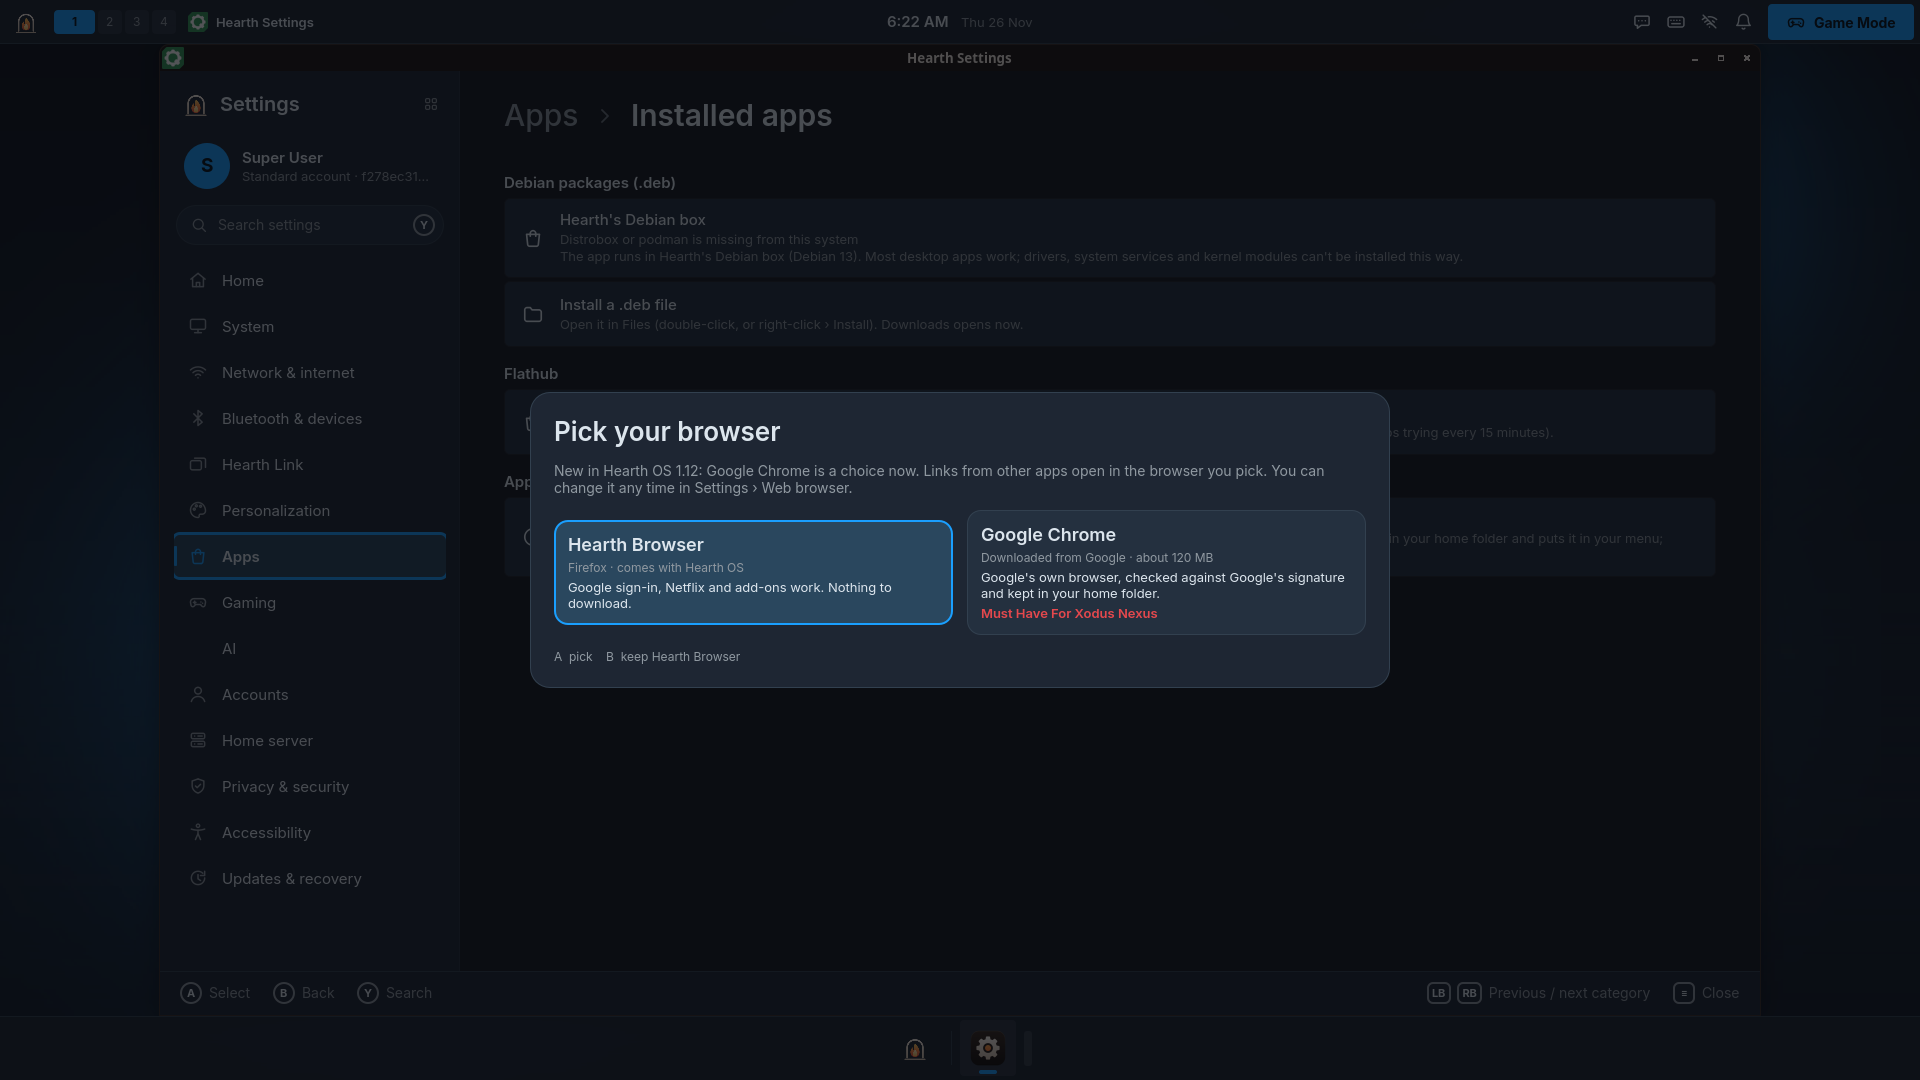 1 2 3 4 Hearth Settings
6:22 AM Thu 26 Nov
Game Mode
Hearth Settings
Settings
S
Super User
Standard account · f278ec31...
Search settings Y
Home
System
Network & internet
Bluetooth & devices
Hearth Link
Personalization
Apps
Gaming
AI
Accounts
Home server
Privacy & security
Accessibility
Updates & recovery
Apps › Installed apps
Debian packages (.deb)
Hearth's Debian box
Distrobox or podman is missing from this system
The app runs in Hearth's Debian box (Debian 13). Most desktop apps work; drivers, system services and kernel modules can't be installed this way.
Install a .deb file
Open it in Files (double-click, or right-click › Install). Downloads opens now.
Flathub
trying every 15 minutes).
App
in your home folder and puts it in your menu;
Pick your browser
New in Hearth OS 1.12: Google Chrome is a choice now. Links from other apps open in the browser you pick. You can
change it any time in Settings › Web browser.
Hearth Browser
Firefox · comes with Hearth OS
Google sign-in, Netflix and add-ons work. Nothing to
download.
Google Chrome
Downloaded from Google · about 120 MB
Google's own browser, checked against Google's signature
and kept in your home folder.
Must Have For Xodus Nexus
A pick B keep Hearth Browser
A Select B Back Y Search
LB RB Previous / next category ≡ Close